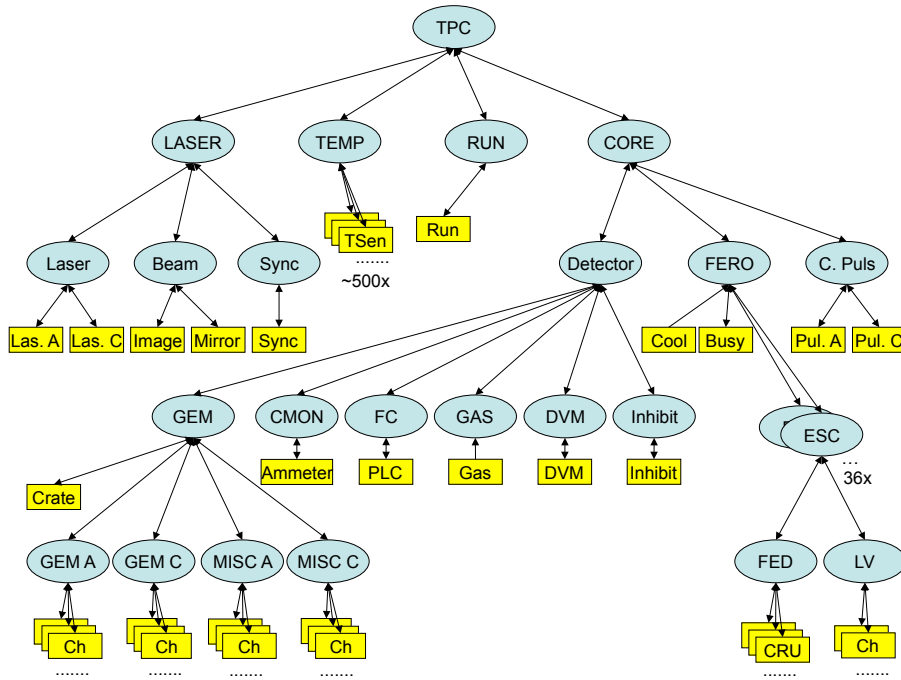 TPC
LASER TEMP RUN CORE
TSen Run
.......
~500x
Laser Beam Sync Detector FERO C. Puls
Las. A Las. C Image Mirror Sync Cool Busy Pul. A Pul. C
GEM CMON FC GAS DVM Inhibit ESC
...
36x
Crate Ammeter PLC Gas DVM Inhibit
GEM A GEM C MISC A MISC C FED LV
Ch Ch Ch Ch CRU Ch
....... ....... ....... ....... ....... .......